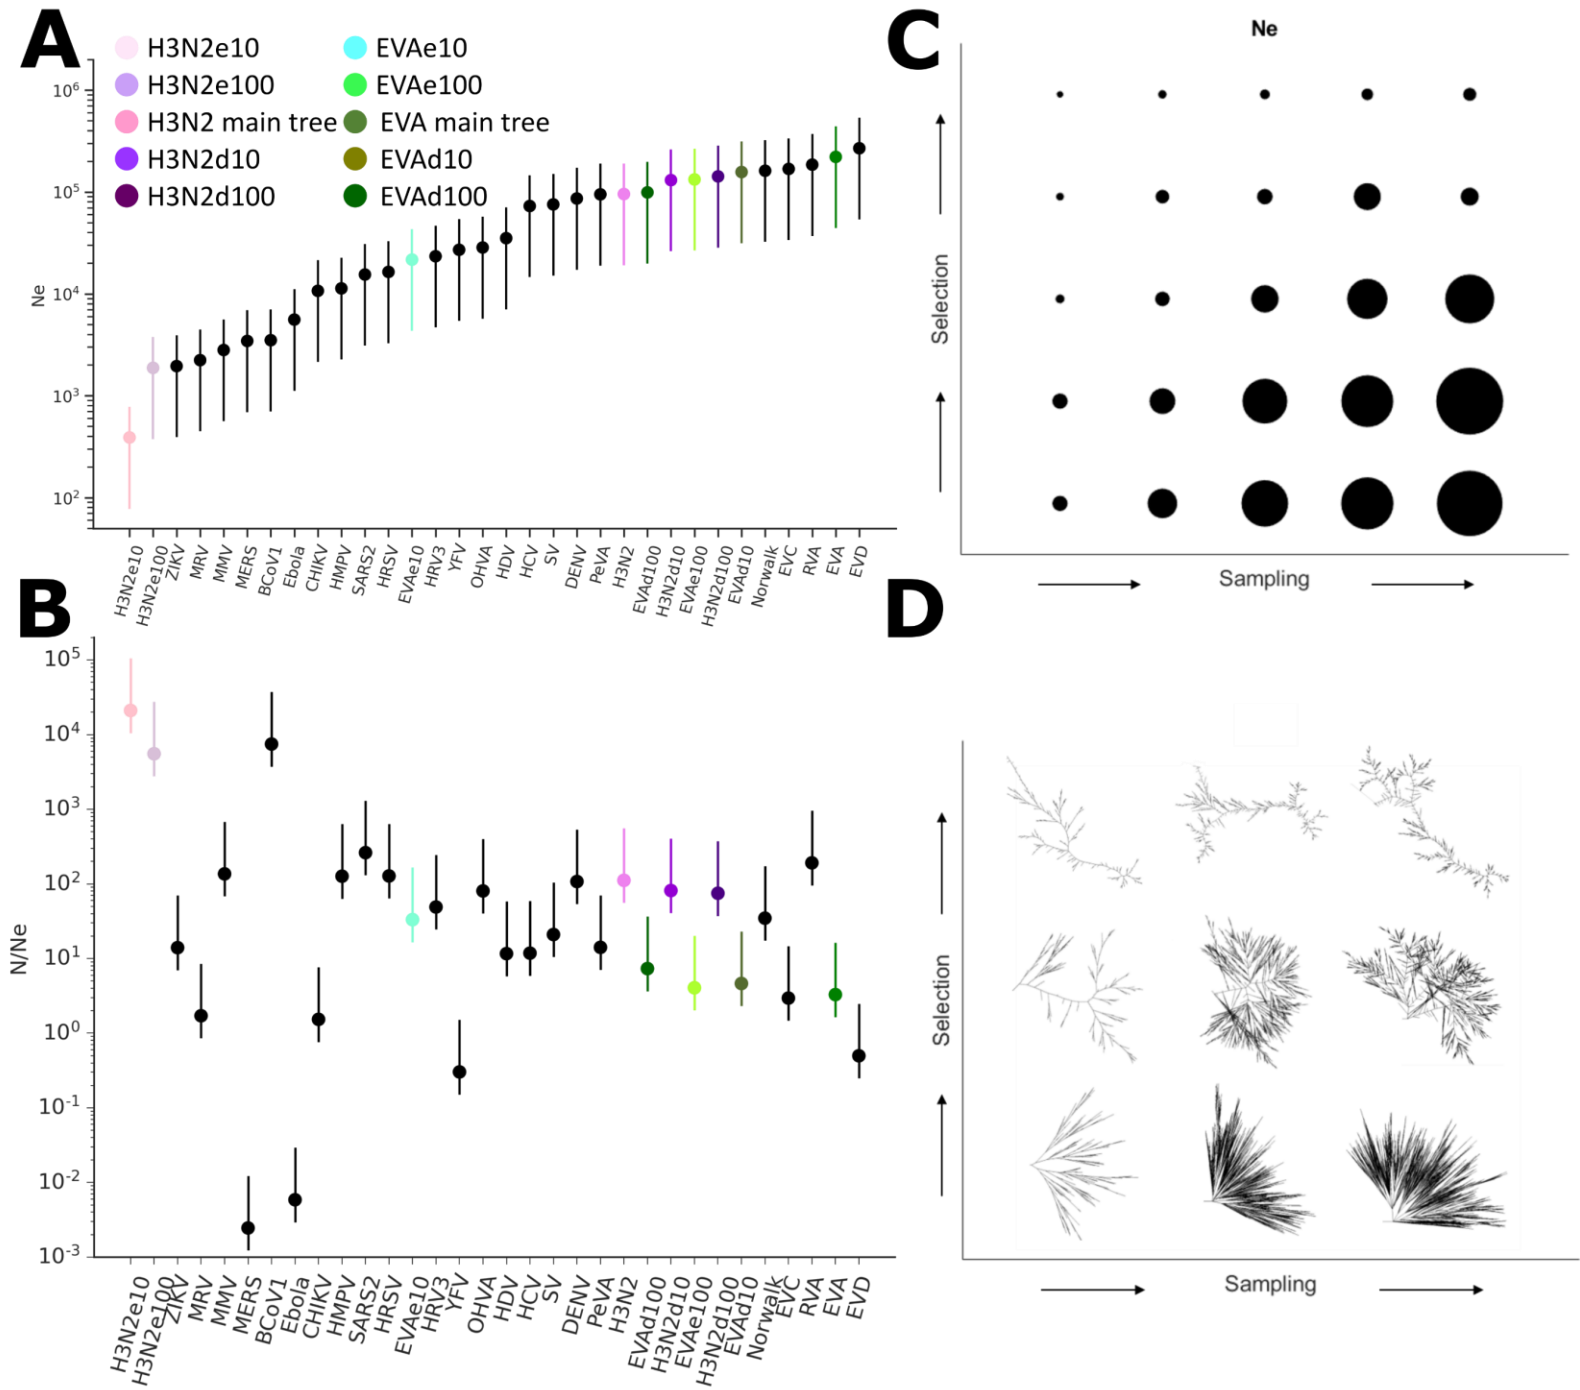 A
H3N2e10
H3N2e100
H3N2 main tree
H3N2d10
H3N2d100
EVAe10
EVAe100
EVA main tree
EVAd10
EVAd100
10^6
10^5
10^4
10^3
10^2
Ne
H3N2e10
H3N2e100
ZIKV
MRV
MMV
MERS
BCoV1
Ebola
CHIKV
HMPV
SARS2
HRSV
EVAe10
HRV3
YFV
OHVA
HDV
HCV
SV
DENV
PeVA
H3N2
EVAd100
H3N2d10
EVAe100
H3N2d100
EVAd10
Norwalk
EVC
RVA
EVA
EVD
B
10^5
10^4
10^3
10^2
10^1
10^0
10^-1
10^-2
10^-3
N/Ne
H3N2e10
H3N2e100
ZIKV
MRV
MMV
MERS
BCoV1
Ebola
CHIKV
HMPV
SARS2
HRSV
EVAe10
HRV3
YFV
OHVA
HDV
HCV
SV
DENV
PeVA
H3N2
EVAd100
H3N2d10
EVAe100
H3N2d100
EVAd10
Norwalk
EVC
RVA
EVA
EVD
C
Ne
Selection
Sampling
D
Selection
Sampling